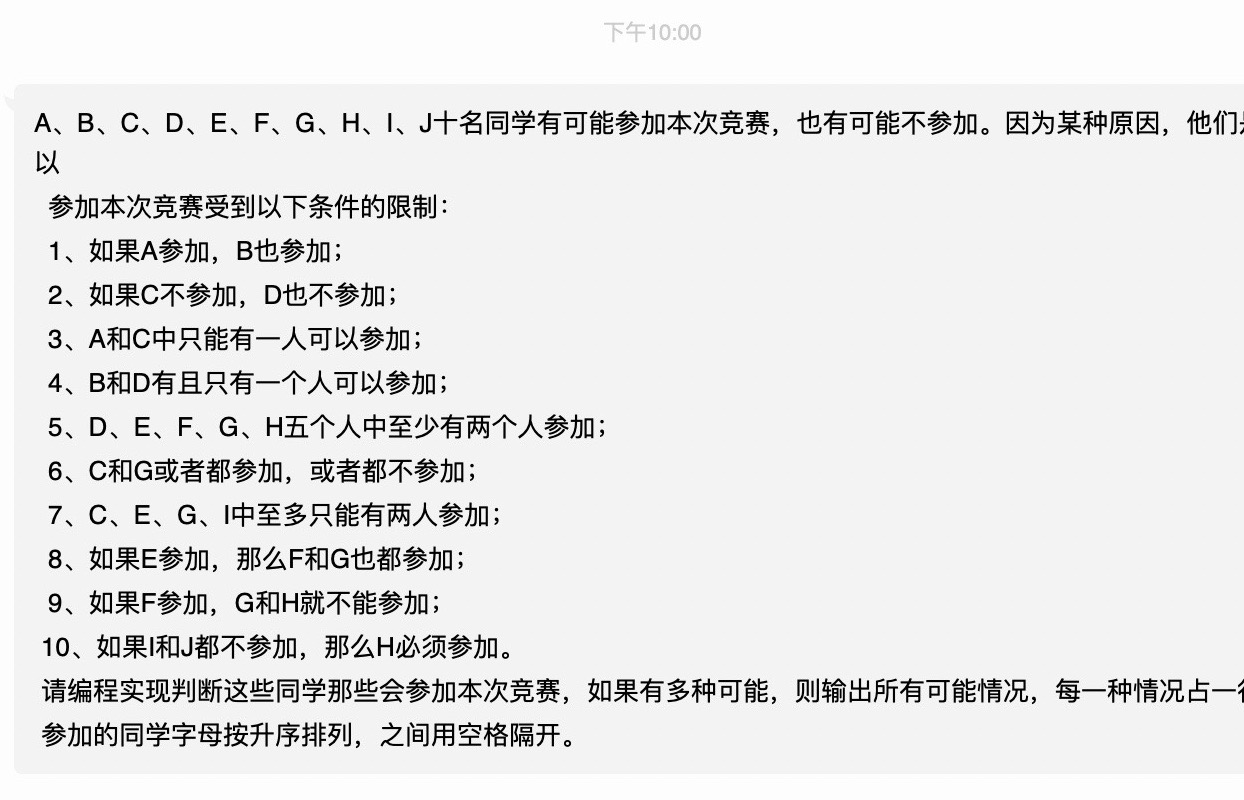 下午10:00
A、B、C、D、E、F、G、H、I、J十名同学有可能参加本次竞赛，也有可能不参加。因为某种原因，他们
以
参加本次竞赛受到以下条件的限制：
1、如果A参加，B也参加；
2、如果C不参加，D也不参加；
3、A和C中只能有一人可以参加；
4、B和D有且只有一个人可以参加；
5、D、E、F、G、H五个人中至少有两个人参加；
6、C和G或者都参加，或者都不参加；
7、C、E、G、I中至多只能有两人参加；
8、如果E参加，那么F和G也都参加；
9、如果F参加，G和H就不能参加；
10、如果I和J都不参加，那么H必须参加。
请编程实现判断这些同学那些会参加本次竞赛，如果有多种可能，则输出所有可能情况，每一种情况占一
参加的同学字母按升序排列，之间用空格隔开。